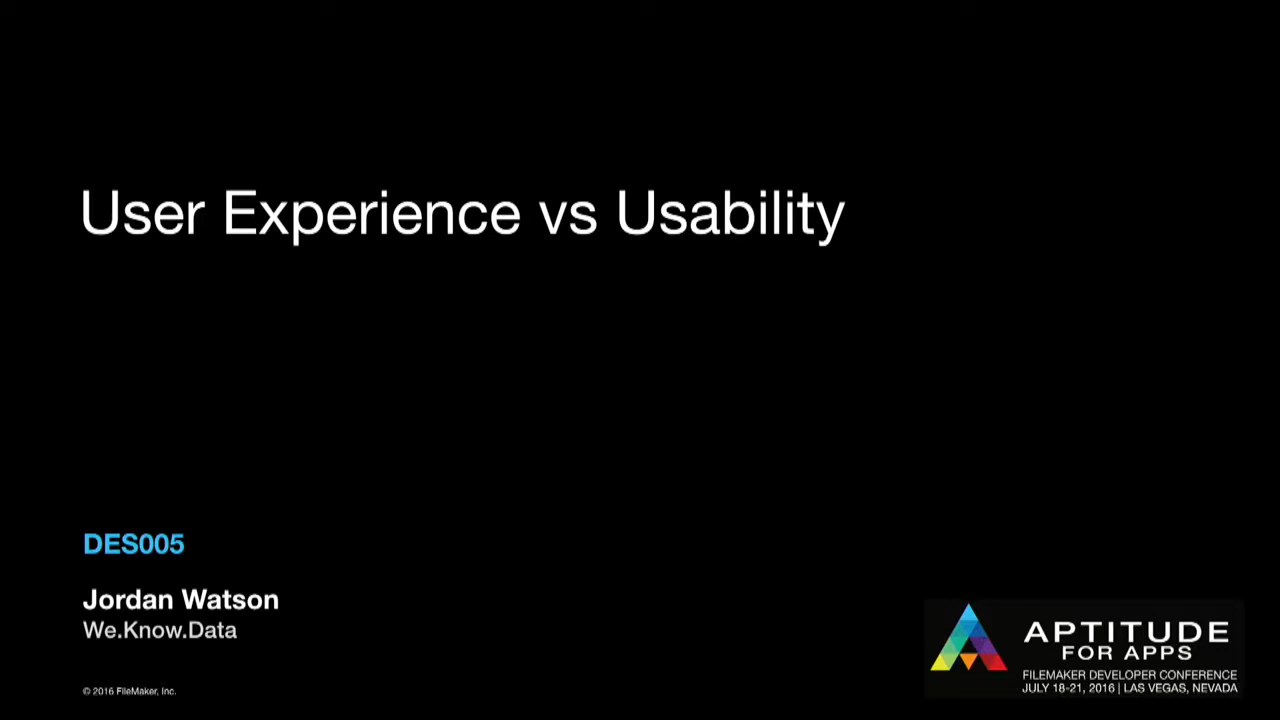 User Experience vs Usability
DES005
Jordan Watson
We.Know.Data
© 2016 FileMaker, Inc.
APTITUDE
FOR APPS
FILEMAKER DEVELOPER CONFERENCE
JULY 18-21, 2016 | LAS VEGAS, NEVADA